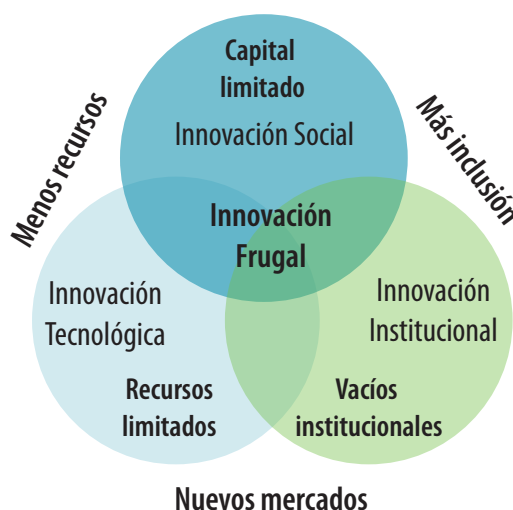 Capital
limitado
Innovación Social
Menos recursos
Más inclusión
Innovación
Frugal
Innovación
Tecnológica
Innovación
Institucional
Recursos
limitados
Vacíos
institucionales
Nuevos mercados